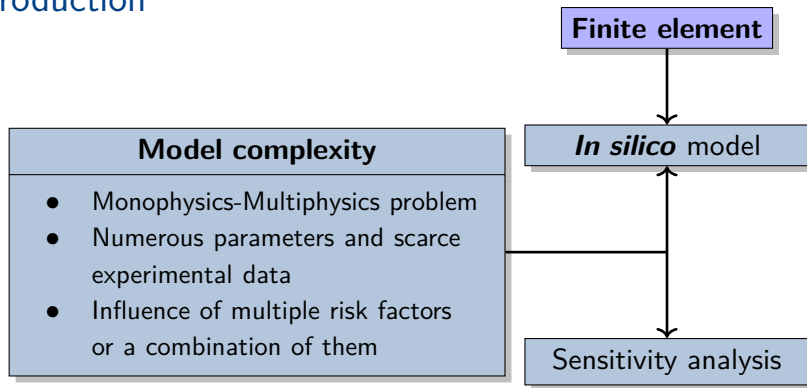 roduction
Finite element
Model complexity
In silico model
● Monophysics-Multiphysics problem
● Numerous parameters and scarce
experimental data
● Influence of multiple risk factors
or a combination of them
Sensitivity analysis